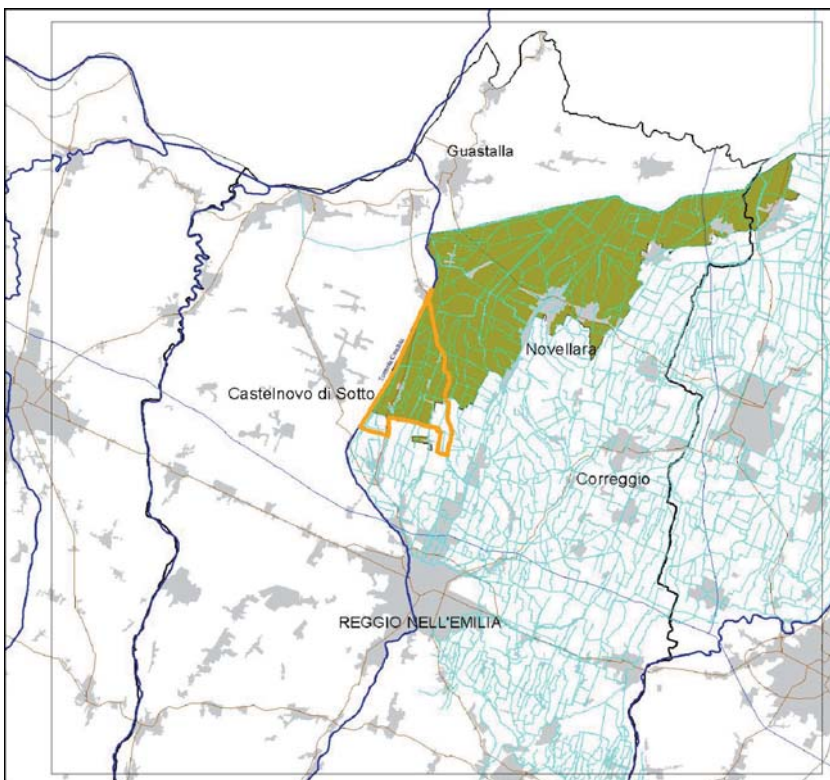 Guastalla
Novellara
Castelnovo di Sotto
Correggio
REGGIO NELL'EMILIA